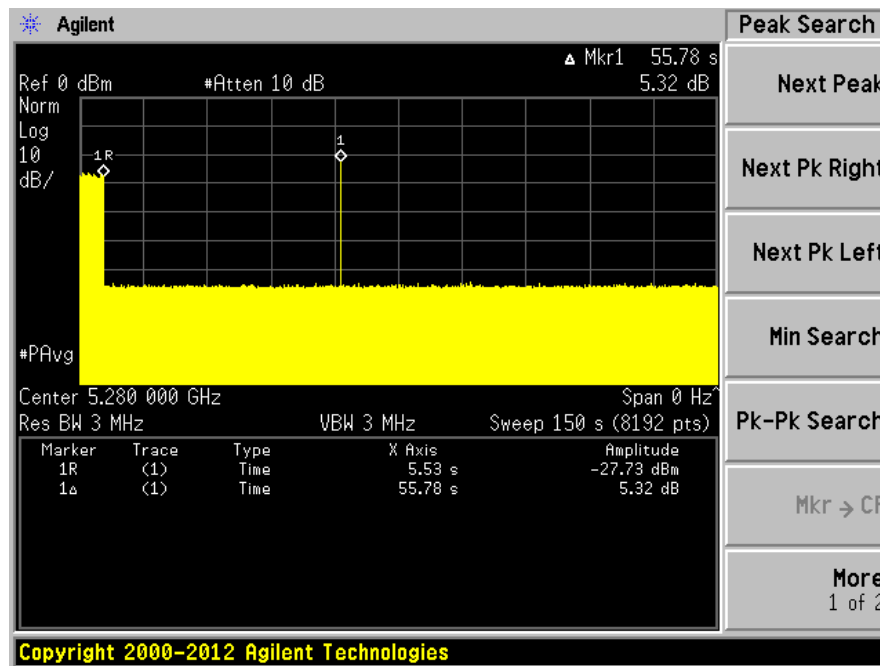 Agilent
Peak Search
Δ Mkr1 55.78 s
Ref 0 dBm #Atten 10 dB 5.32 dB
Next Peak
Norm
Log
10
dB/
1R
1
Next Pk Right
Next Pk Left
Min Search
#PAvg
Center 5.280 000 GHz Span 0 Hz^
Res BW 3 MHz VBW 3 MHz Sweep 150 s (8192 pts)
Pk-Pk Search
Marker Trace Type X Axis Amplitude
1R (1) Time 5.53 s -27.73 dBm
1Δ (1) Time 55.78 s 5.32 dB
Mkr → CF
More
1 of 2
Copyright 2000-2012 Agilent Technologies